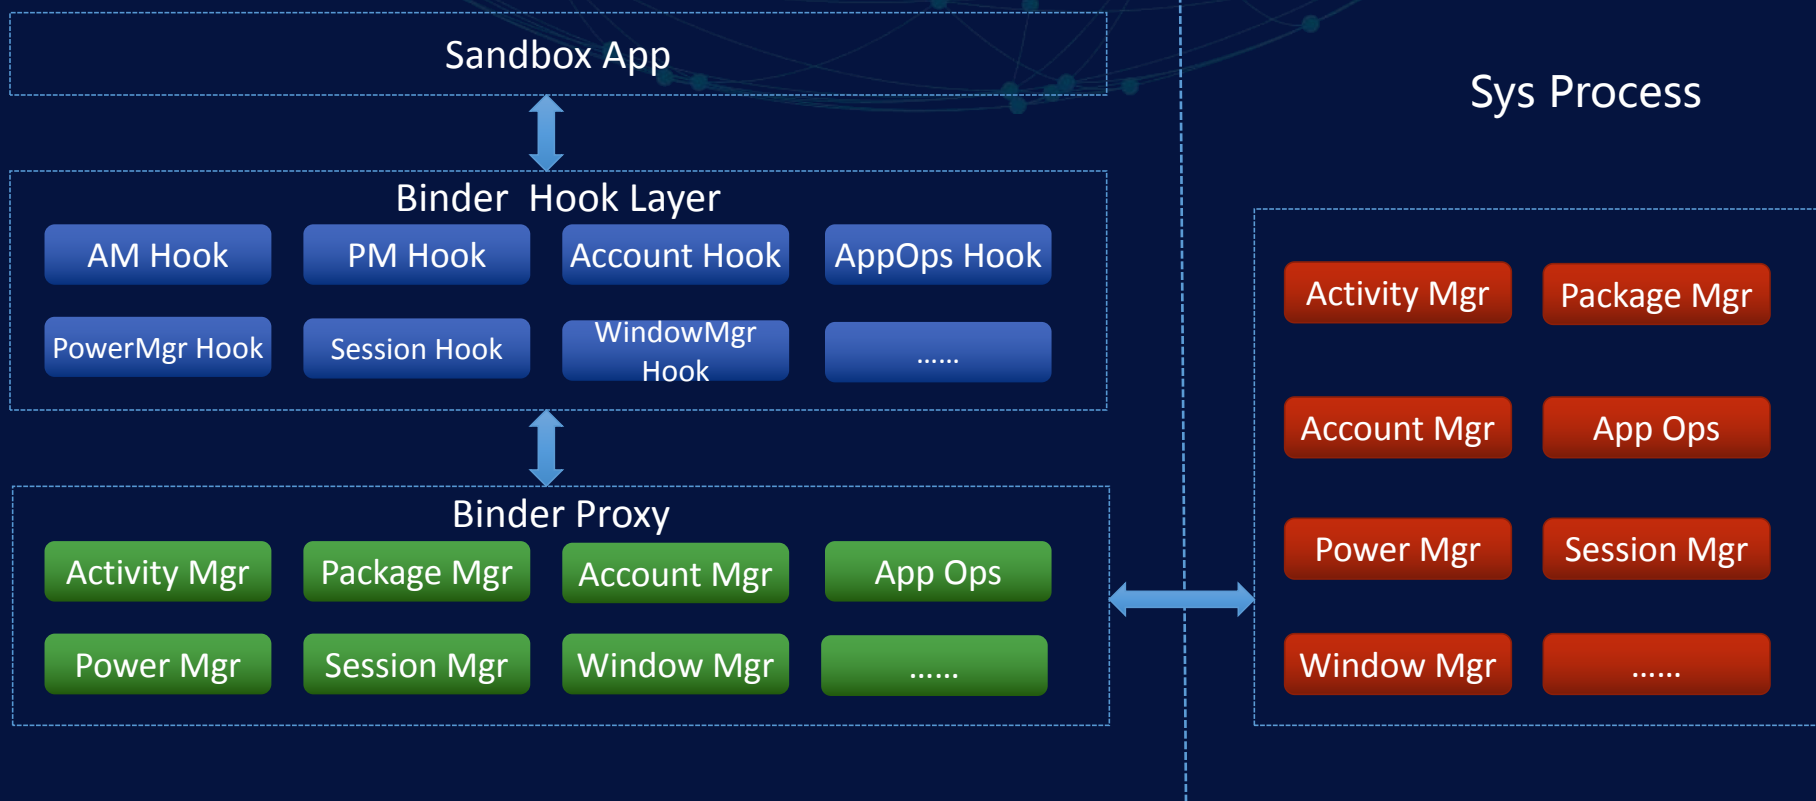 Sandbox App
Binder Hook Layer
AM Hook
PM Hook
Account Hook
AppOps Hook
PowerMgr Hook
Session Hook
WindowMgr
Hook
......
Binder Proxy
Activity Mgr
Package Mgr
Account Mgr
App Ops
Power Mgr
Session Mgr
Window Mgr
......
Sys Process
Activity Mgr
Package Mgr
Account Mgr
App Ops
Power Mgr
Session Mgr
Window Mgr
......